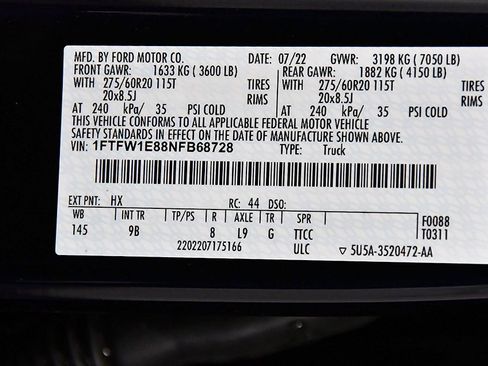 MFD. BY FORD MOTOR CO. DATE: 07/22 GVWR: 3198 KG ( 7050 LB)
FRONT GAWR: 1633 KG ( 3600 LB) REAR GAWR: 1882 KG ( 4150 LB)
WITH 275/60R20 115T TIRES WITH 275/60R20 115T TIRES
20x8.5J RIMS 20x8.5J RIMS
AT 240 kPa/ 35 PSI COLD AT 240 kPa/ 35 PSI COLD
THIS VEHICLE CONFORMS TO ALL APPLICABLE FEDERAL MOTOR VEHICLE
SAFETY STANDARDS IN EFFECT ON THE DATE OF MANUFACTURE SHOWN ABOVE.
VIN: 1FTFW1E88NFB68728 TYPE: Truck
EXT PNT: HX RC: 44 DSO:
WB INT TR TP/PS R AXLE TR SPR F0088
145 9B 8 L9 G TTCC T0311
2202207175166 ULC ▽ 5U5A-3520472-AA